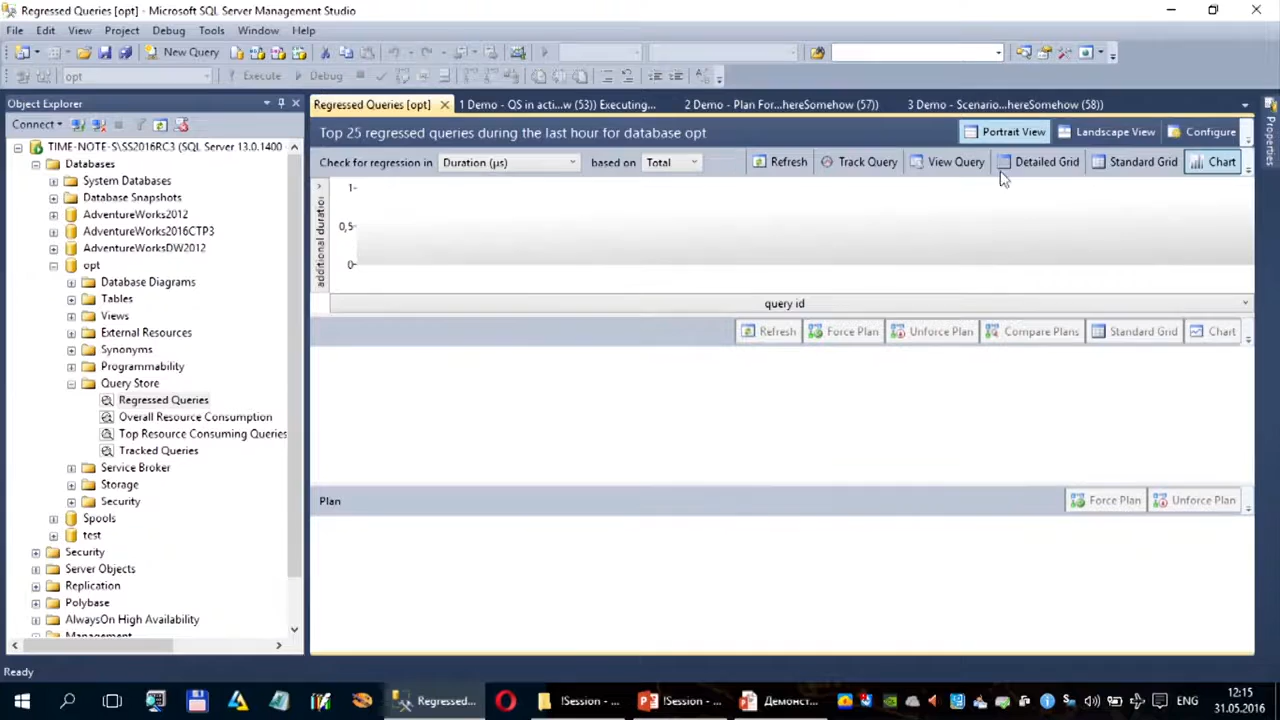 Regressed Queries [opt] - Microsoft SQL Server Management Studio
File Edit View Project Debug Tools Window Help
New Query
opt Execute Debug
Object Explorer
Regressed Queries [opt] 1 Demo - QS in acti...w (53)) Executing... 2 Demo - Plan For...hereSomehow (57)) 3 Demo - Scenario...hereSomehow (58))
Connect
Top 25 regressed queries during the last hour for database opt Portrait View Landscape View Configure
Properties
TIME-NOTE-S\SS2016RC3 (SQL Server 13.0.1400
Databases
System Databases
Database Snapshots
AdventureWorks2012
AdventureWorks2016CTP3
AdventureWorksDW2012
opt
Database Diagrams
Tables
Views
External Resources
Synonyms
Programmability
Query Store
Regressed Queries
Overall Resource Consumption
Top Resource Consuming Queries
Tracked Queries
Service Broker
Storage
Security
Spools
test
Security
Server Objects
Replication
Polybase
AlwaysOn High Availability
Management
Check for regression in Duration (µs) based on Total Refresh Track Query View Query Detailed Grid Standard Grid Chart
additional duratio
1
0,5
0
query id
Refresh Force Plan Unforce Plan Compare Plans Standard Grid Chart
Plan Force Plan Unforce Plan
Ready
Regressed... !Session - ... !Session - ... Демонст... ENG 12:15
31.05.2016